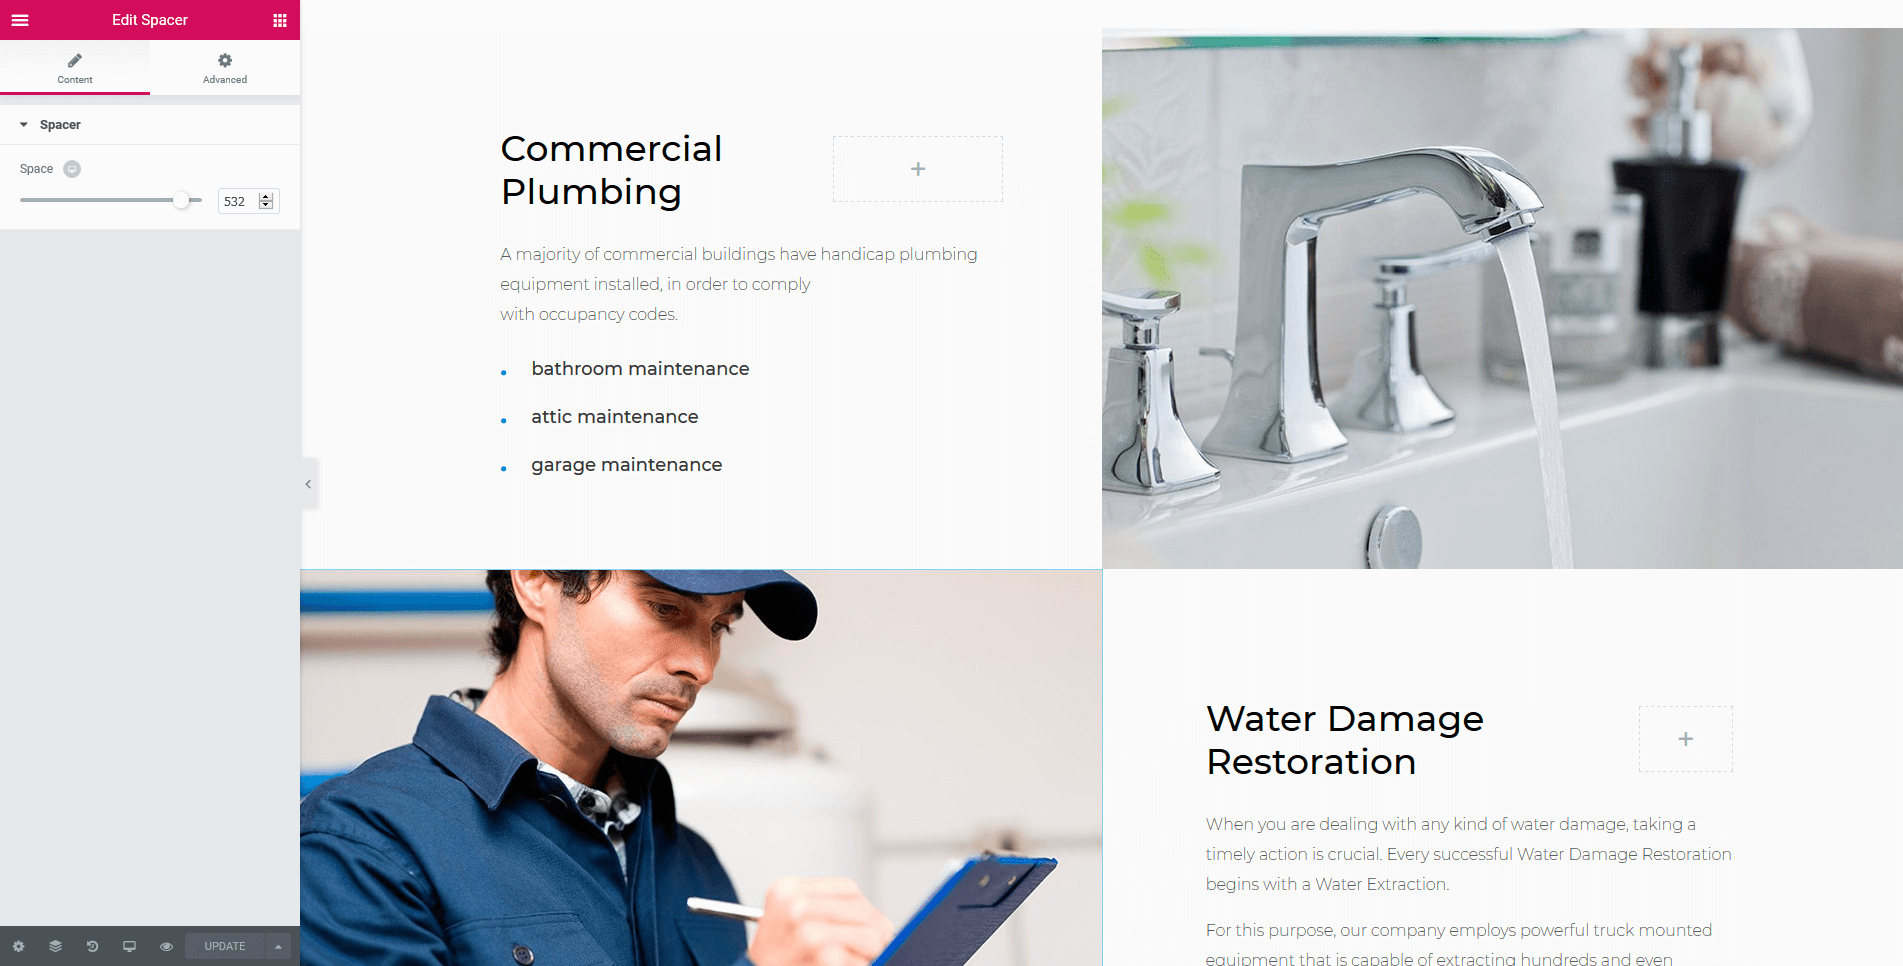 Edit Spacer
Content
Advanced
Spacer
Space
532
UPDATE
Commercial
Plumbing
A majority of commercial buildings have handicap plumbing
equipment installed, in order to comply
with occupancy codes.
bathroom maintenance
attic maintenance
garage maintenance
Water Damage
Restoration
When you are dealing with any kind of water damage, taking a
timely action is crucial. Every successful Water Damage Restoration
begins with a Water Extraction.
For this purpose, our company employs powerful truck mounted
equipment that is capable of extracting hundreds and even